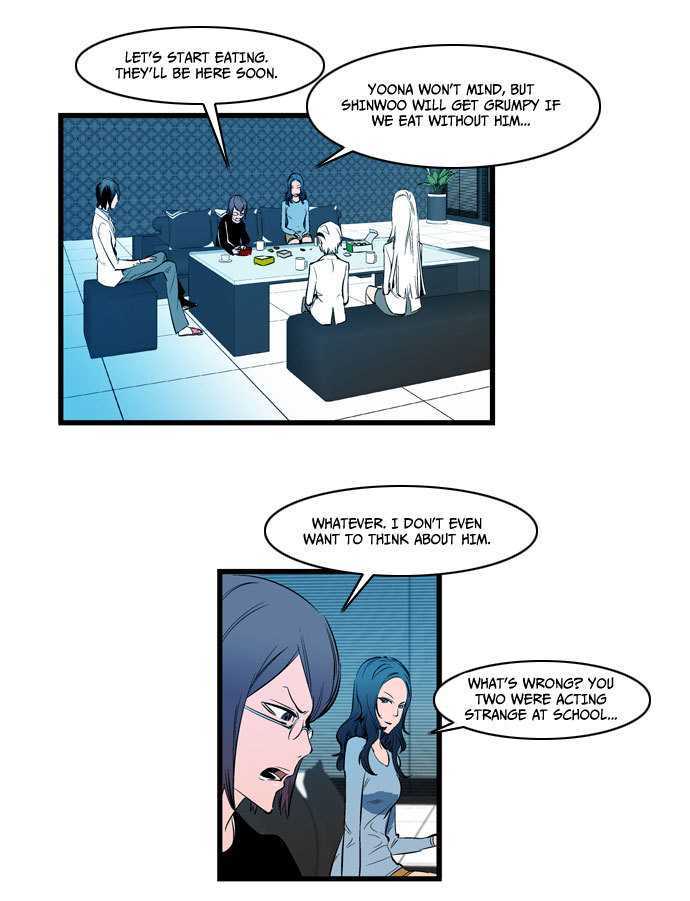 LET'S START EATING.
THEY'LL BE HERE SOON.
YOONA WON'T MIND, BUT
SHINWOO WILL GET GRUMPY IF
WE EAT WITHOUT HIM...
WHATEVER. I DON'T EVEN
WANT TO THINK ABOUT HIM.
WHAT'S WRONG? YOU
TWO WERE ACTING
STRANGE AT SCHOOL...